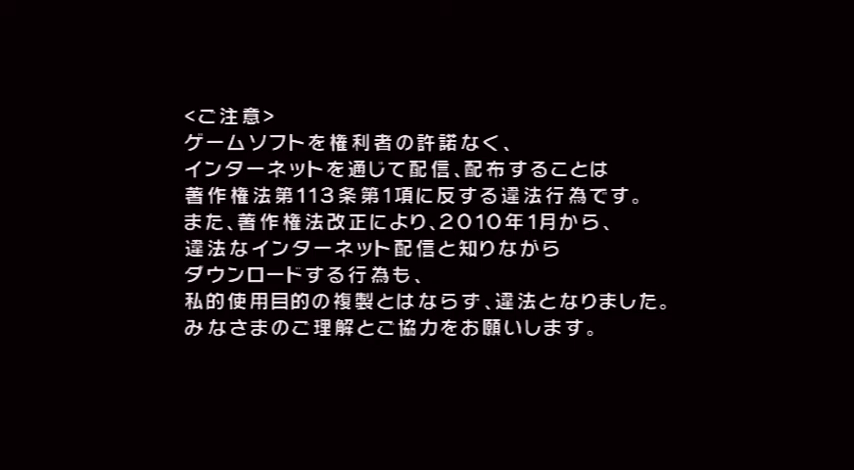 <ご注意>
ゲームソフトを権利者の許諾なく、
インターネットを通じて配信、配布することは
著作権法第113条第1項に反する違法行為です。
また、著作権法改正により、2010年1月から、
違法なインターネット配信と知りながら
ダウンロードする行為も、
私的使用目的の複製とはならず、違法となりました。
みなさまのご理解とご協力をお願いします。